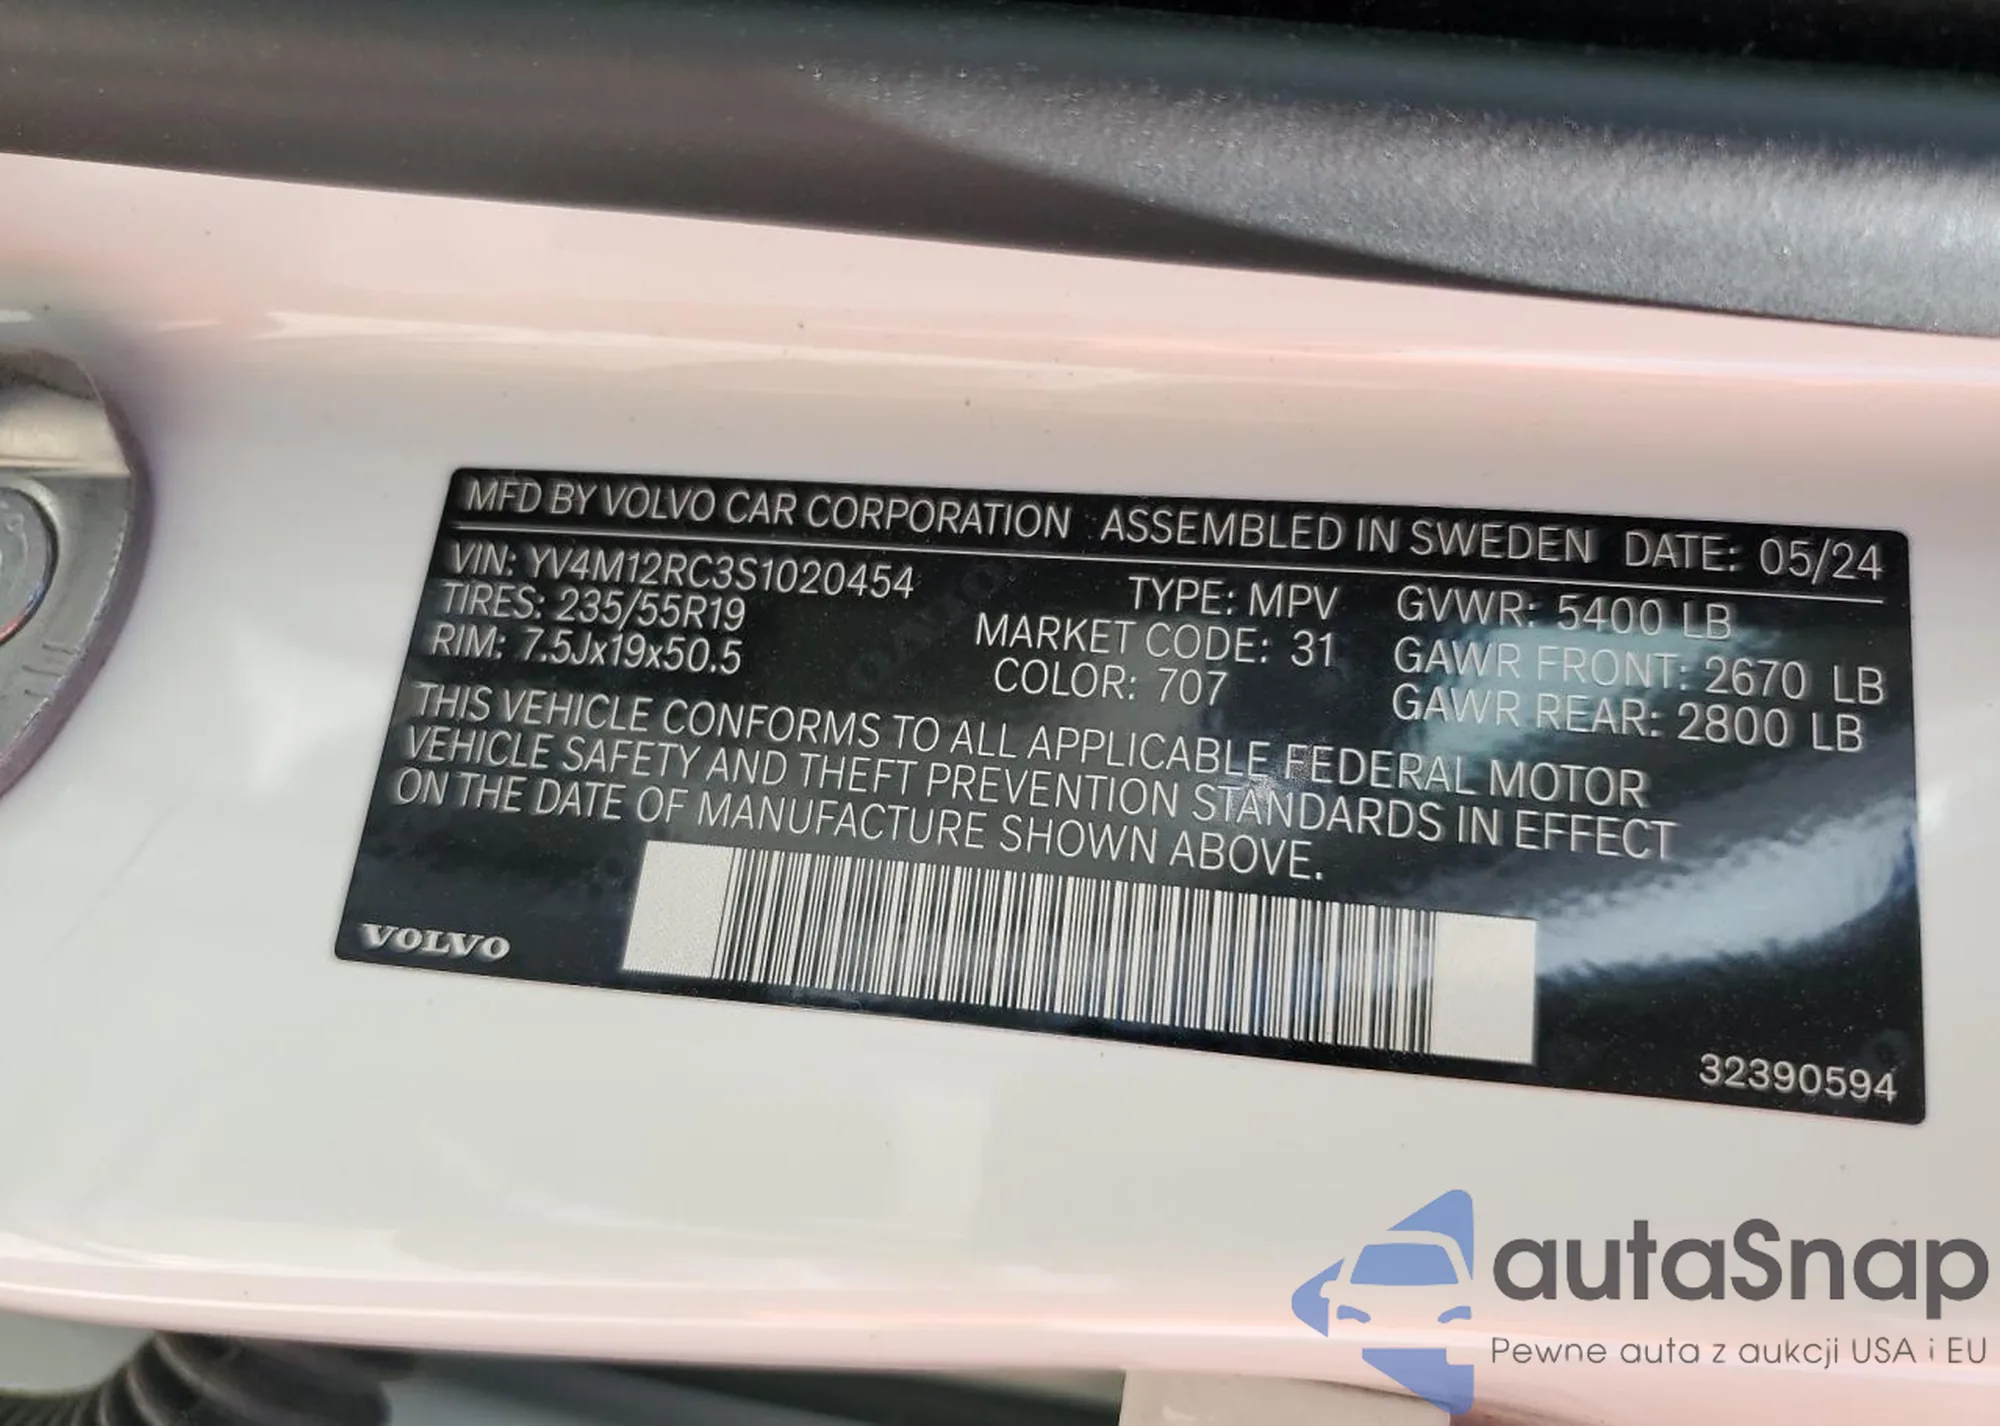 MFD BY VOLVO CAR CORPORATION ASSEMBLED IN SWEDEN DATE: 05/24
VIN: YV4M12RC3S1020454 TYPE: MPV GVWR: 5400 LB
TIRES: 235/55R19 MARKET CODE: 31 GAWR FRONT: 2670 LB
RIM: 7.5Jx19x50.5 COLOR: 707 GAWR REAR: 2800 LB
THIS VEHICLE CONFORMS TO ALL APPLICABLE FEDERAL MOTOR
VEHICLE SAFETY AND THEFT PREVENTION STANDARDS IN EFFECT
ON THE DATE OF MANUFACTURE SHOWN ABOVE.
VOLVO
32390594
autaSnap
Pewne auta z aukcji USA i EU